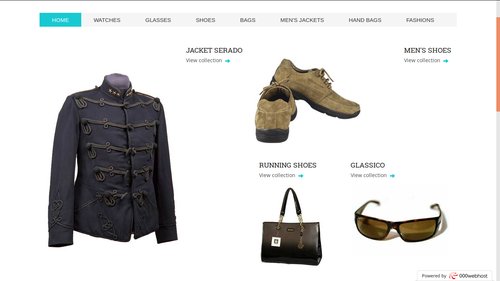 HOME WATCHES GLASSES SHOES BAGS MEN'S JACKETS HAND BAGS FASHIONS
JACKET SERADO
View collection
MEN'S SHOES
View collection
RUNNING SHOES
View collection
GLASSICO
View collection
Powered by 000webhost